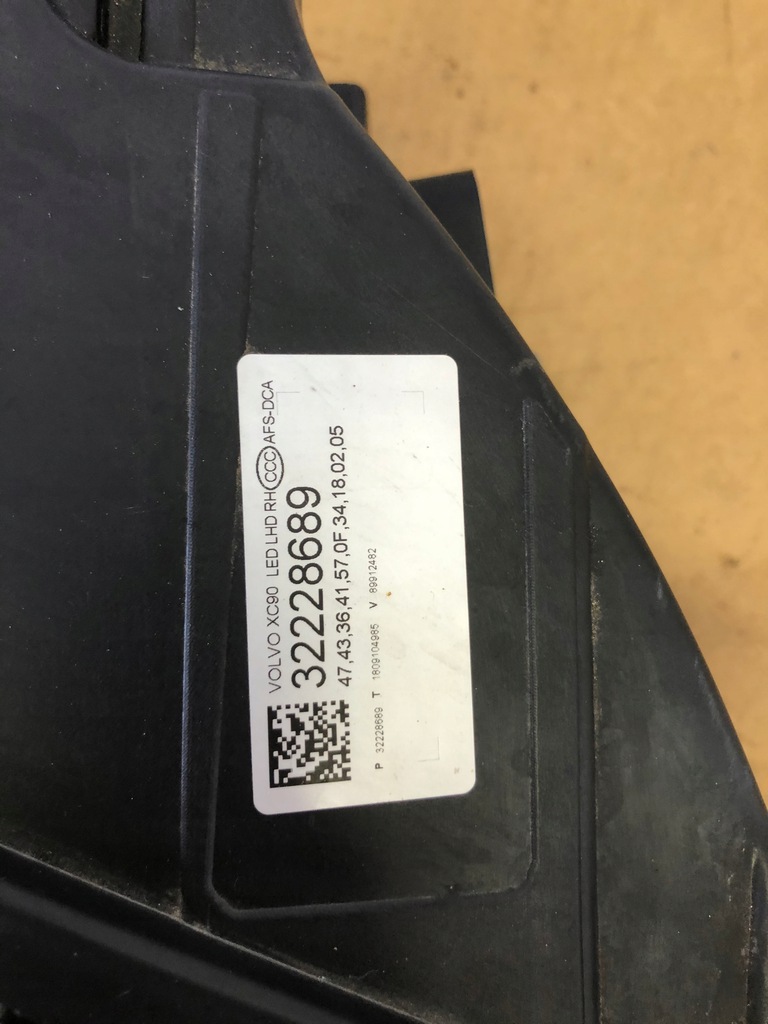 VOLVO XC90 LED LHD RH CCC AFS-DCA
32228689
47,43,36,41,57,0F,34,18,02,05
P 32228689 T 1809104985 V 89912482